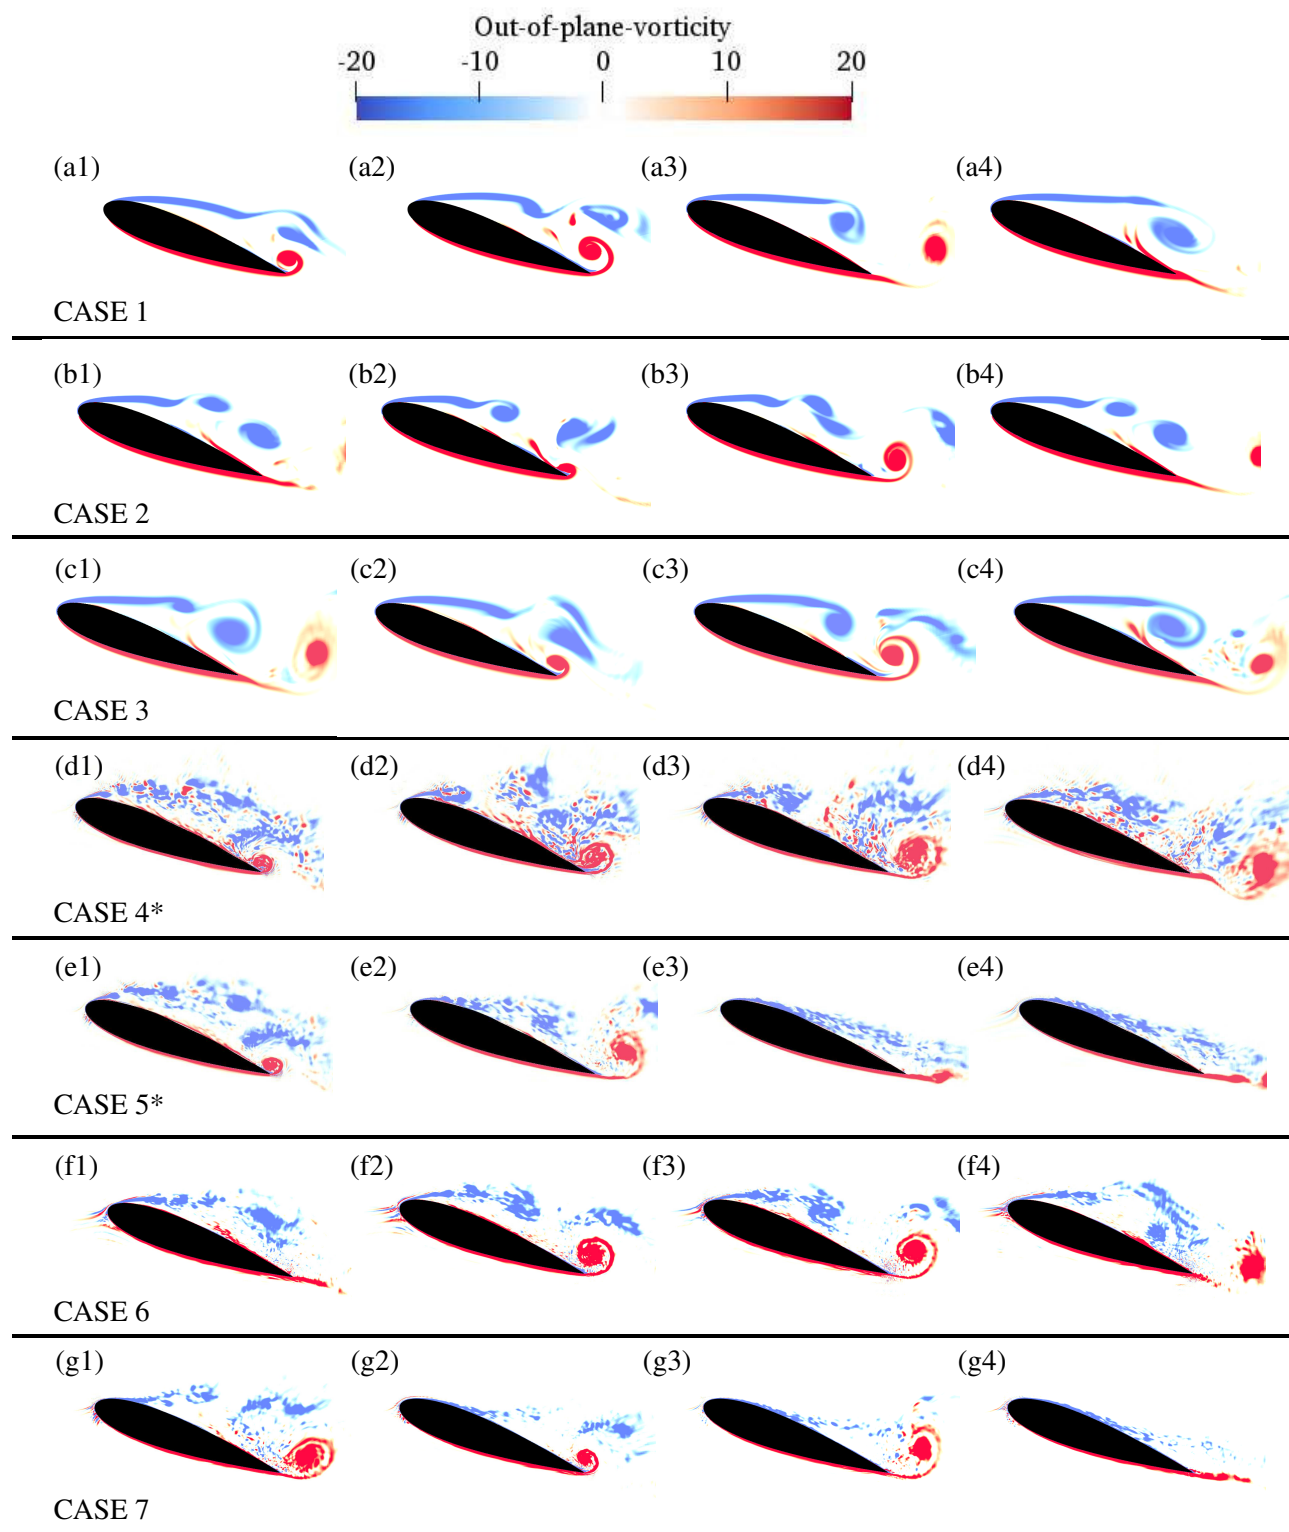 Out-of-plane-vorticity
-20 -10 0 10 20
(a1) (a2) (a3) (a4)
CASE 1
(b1) (b2) (b3) (b4)
CASE 2
(c1) (c2) (c3) (c4)
CASE 3
(d1) (d2) (d3) (d4)
CASE 4*
(e1) (e2) (e3) (e4)
CASE 5*
(f1) (f2) (f3) (f4)
CASE 6
(g1) (g2) (g3) (g4)
CASE 7